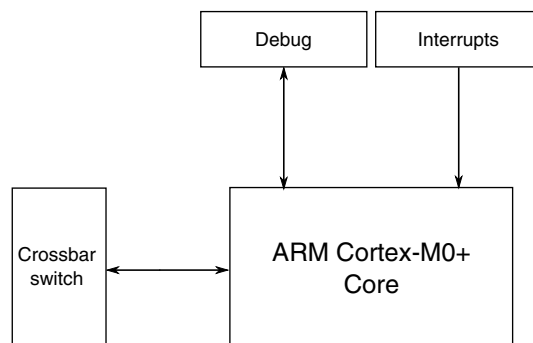 Debug
Interrupts
Crossbar
switch
ARM Cortex-M0+
Core